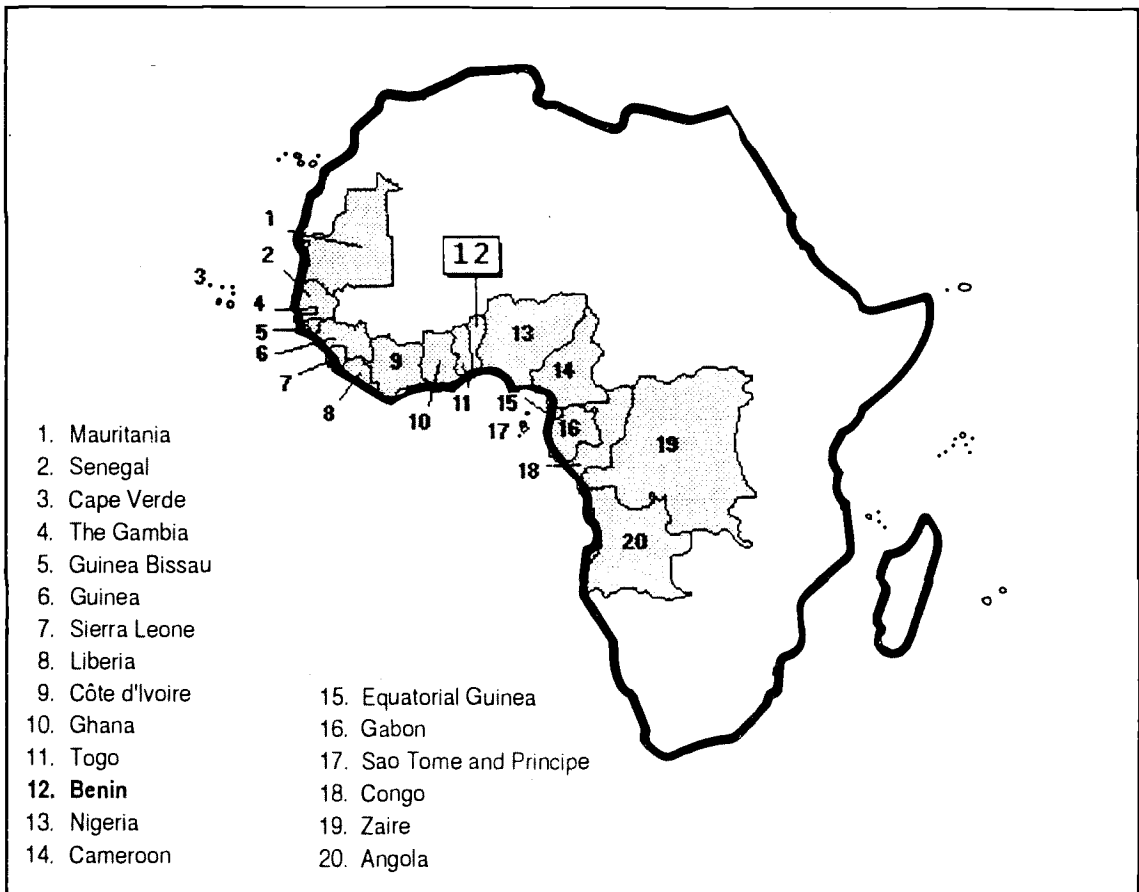 1
2
12
3
4
5
6
7
8
9
10
11
13
14
15
16
17
18
19
20
1. Mauritania
2. Senegal
3. Cape Verde
4. The Gambia
5. Guinea Bissau
6. Guinea
7. Sierra Leone
8. Liberia
9. Côte d'Ivoire
10. Ghana
11. Togo
12. Benin
13. Nigeria
14. Cameroon
15. Equatorial Guinea
16. Gabon
17. Sao Tome and Principe
18. Congo
19. Zaire
20. Angola